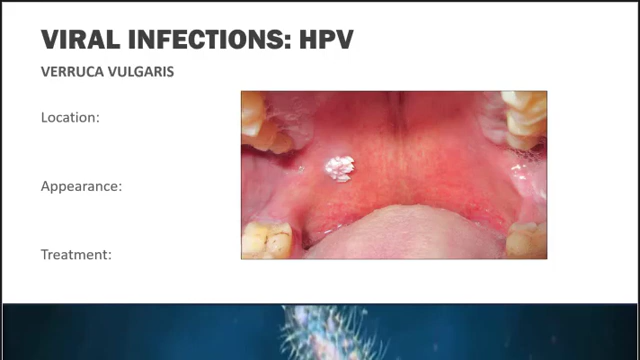 VIRAL INFECTIONS: HPV
VERRUCA VULGARIS
Location:
Appearance:
Treatment: